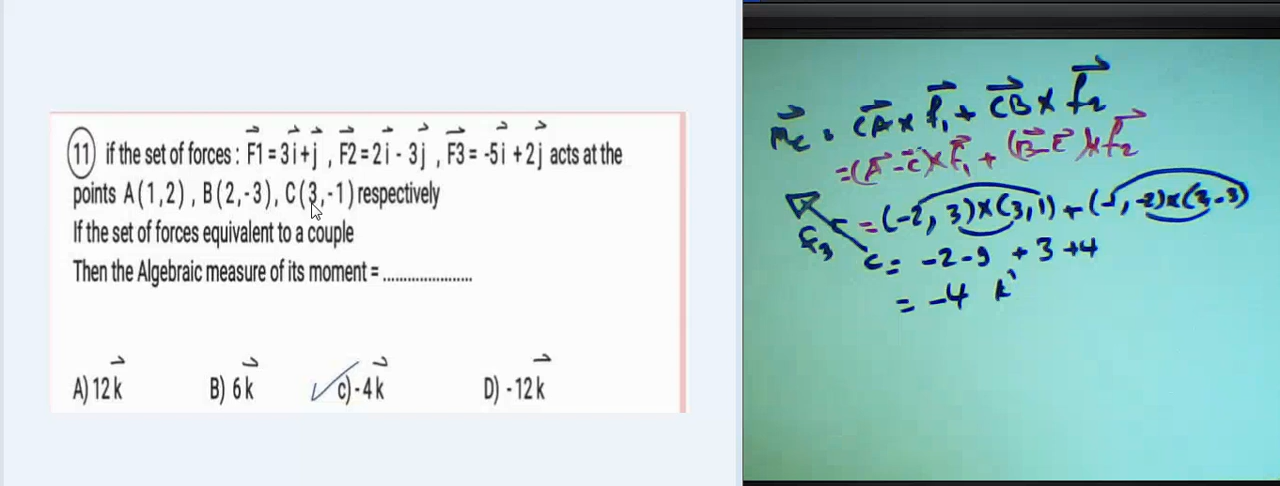 11 if the set of forces : F1 = 3i + j , F2 = 2i - 3j , F3 = -5i + 2j acts at the
points A(1,2) , B(2,-3) , C(3,-1) respectively
If the set of forces equivalent to a couple
Then the Algebraic measure of its moment = ......................
A) 12k B) 6k c) -4k D) -12k
Mc = CA × F1 + CB × F2
= (A - C) × F1 + (B - C) × F2
= (-2, 3) × (3, 1) + (-1, -2) × (2, -3)
F3
C = -2 - 9 + 3 + 4
= -4 k